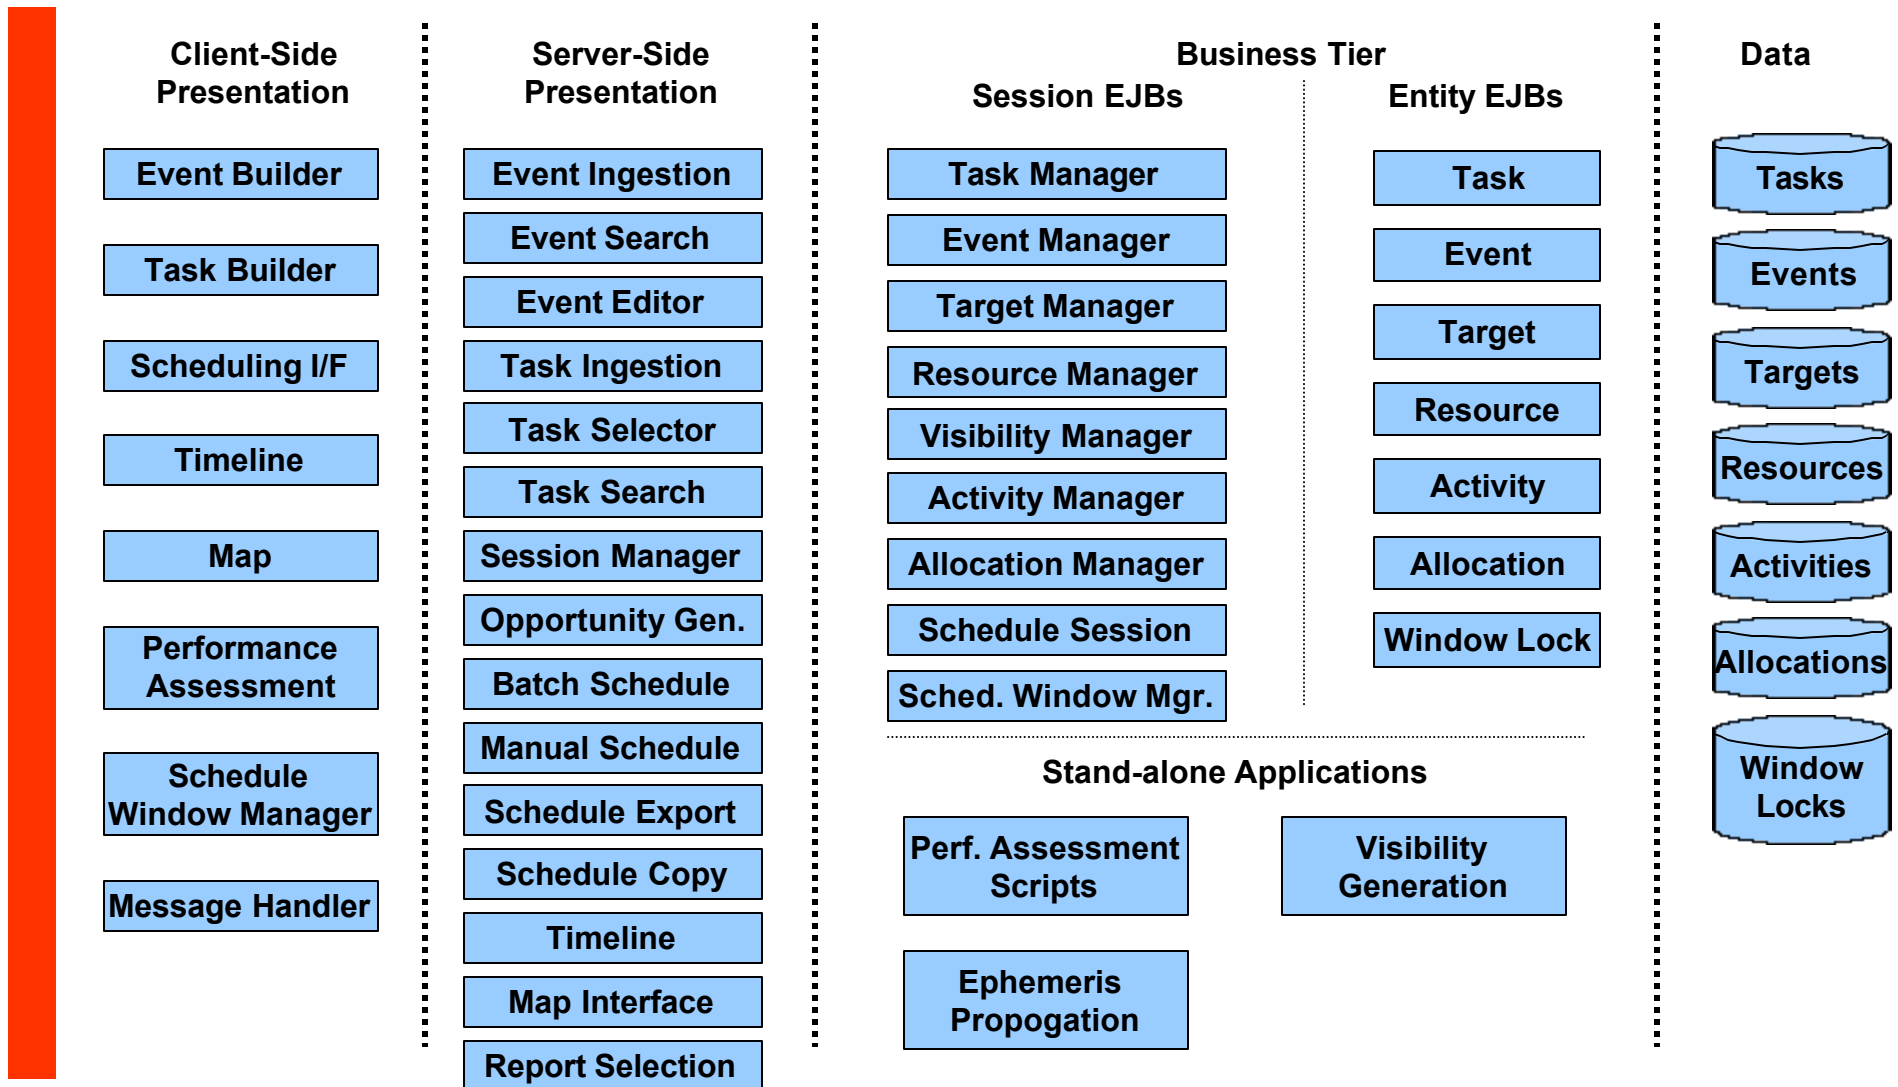 Client-Side
Presentation
Event Builder
Task Builder
Scheduling I/F
Timeline
Map
Performance
Assessment
Schedule
Window Manager
Message Handler
Server-Side
Presentation
Event Ingestion
Event Search
Event Editor
Task Ingestion
Task Selector
Task Search
Session Manager
Opportunity Gen.
Batch Schedule
Manual Schedule
Schedule Export
Schedule Copy
Timeline
Map Interface
Report Selection
Business Tier
Session EJBs
Task Manager
Event Manager
Target Manager
Resource Manager
Visibility Manager
Activity Manager
Allocation Manager
Schedule Session
Sched. Window Mgr.
Entity EJBs
Task
Event
Target
Resource
Activity
Allocation
Window Lock
Stand-alone Applications
Perf. Assessment
Scripts
Visibility
Generation
Ephemeris
Propogation
Data
Tasks
Events
Targets
Resources
Activities
Allocations
Window
Locks